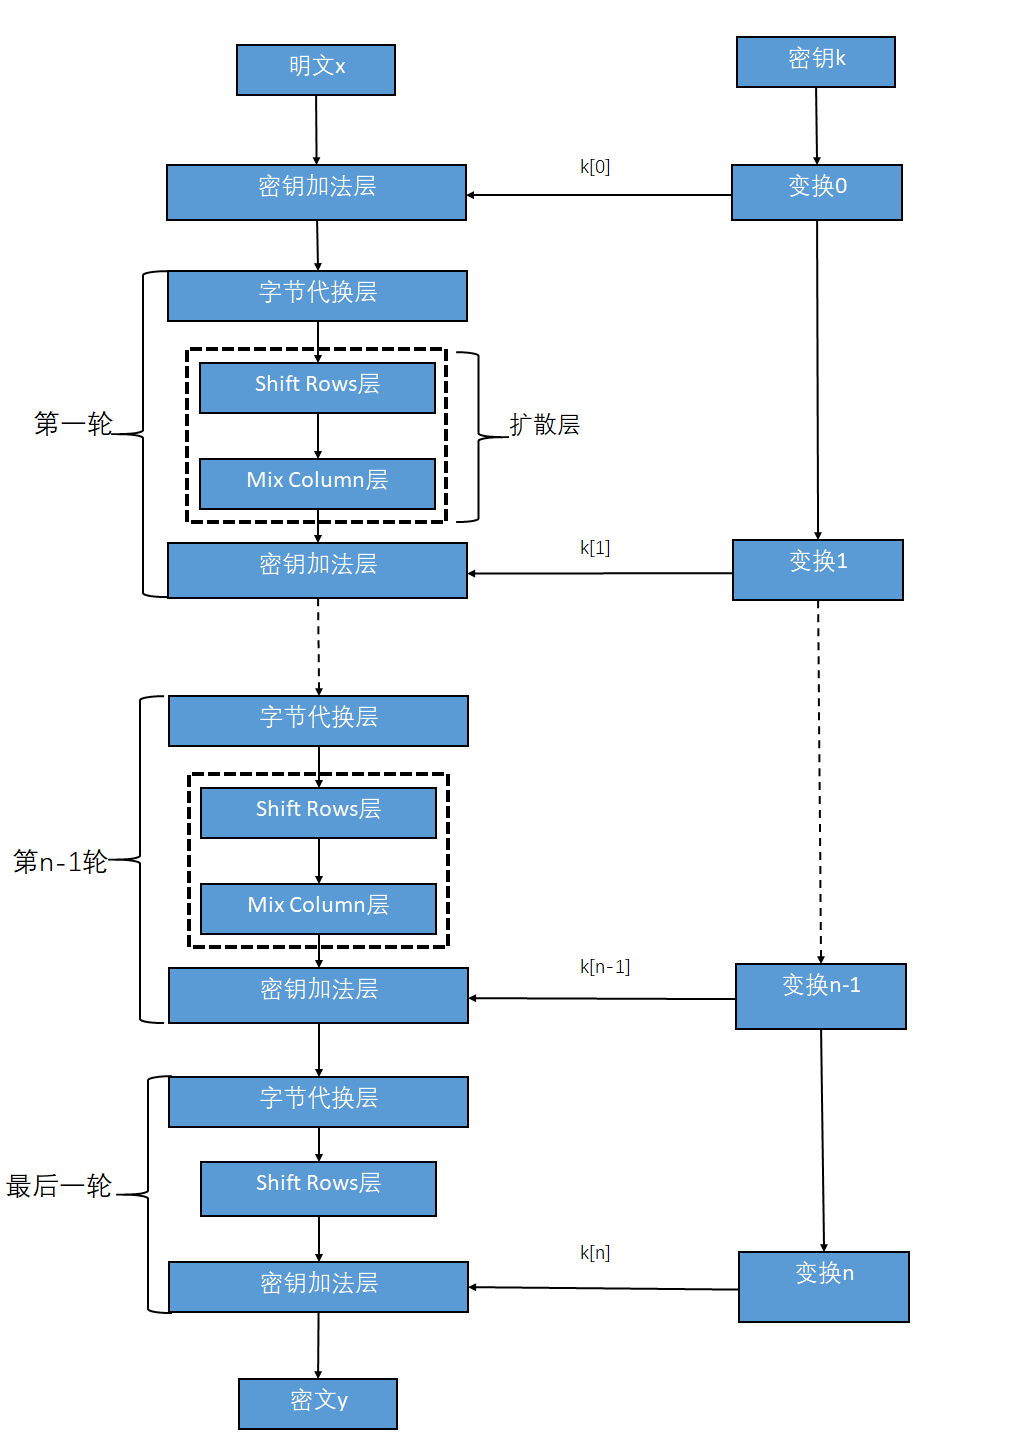 明文x
密钥k
密钥加法层
k[0]
变换0
字节代换层
Shift Rows层
第一轮
扩散层
Mix Column层
密钥加法层
k[1]
变换1
字节代换层
Shift Rows层
第n-1轮
Mix Column层
密钥加法层
k[n-1]
变换n-1
字节代换层
最后一轮
Shift Rows层
密钥加法层
k[n]
变换n
密文y